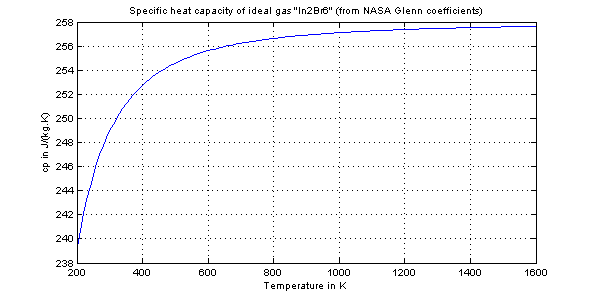 Specific heat capacity of ideal gas "In2Br6" (from NASA Glenn coefficients)
258
256
254
252
250
248
246
244
242
240
238
cp in J/(kg.K)
200 400 600 800 1000 1200 1400 1600
Temperature in K